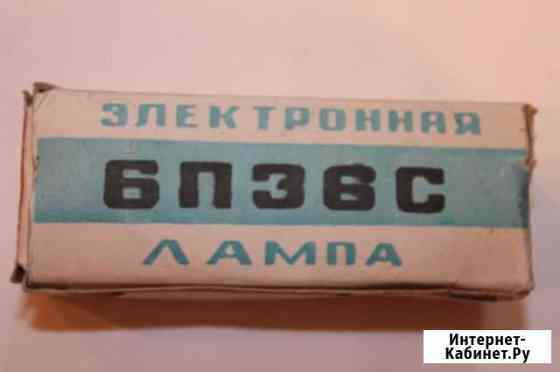 ЭЛЕКТРОННАЯ
6П36С
ЛАМПА
Интернет-
Кабинет.Ру